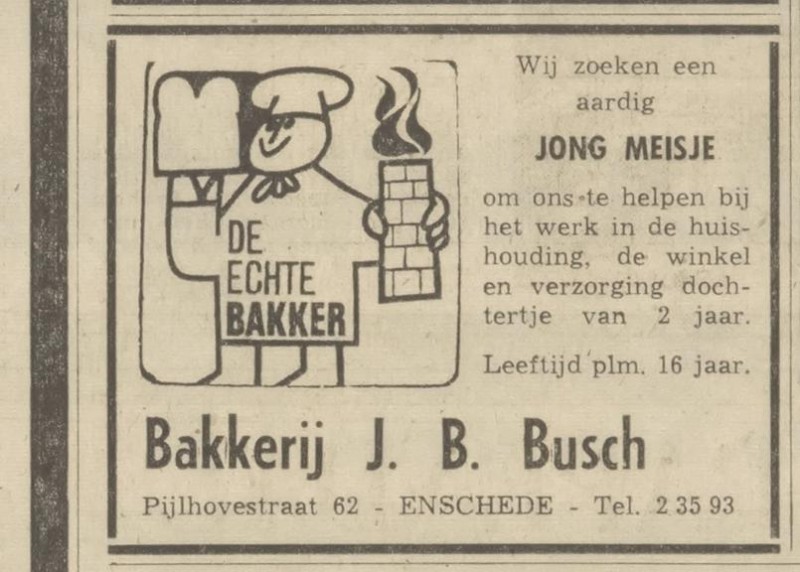 DE
ECHTE
BAKKER
Wij zoeken een
aardig
JONG MEISJE
om ons te helpen bij
het werk in de huis-
houding, de winkel
en verzorging doch-
tertje van 2 jaar.
Leeftijd plm. 16 jaar.
Bakkerij J. B. Busch
Pijlhovestraat 62 - ENSCHEDE - Tel. 2 35 93